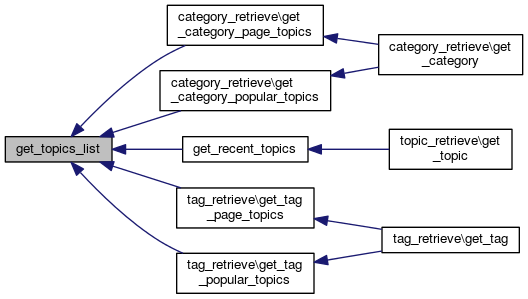 category_retrieve\get
_category_page_topics
category_retrieve\get
_category
category_retrieve\get
_category_popular_topics
get_topics_list
get_recent_topics
topic_retrieve\get
_topic
tag_retrieve\get_tag
_page_topics
tag_retrieve\get_tag
tag_retrieve\get_tag
_popular_topics